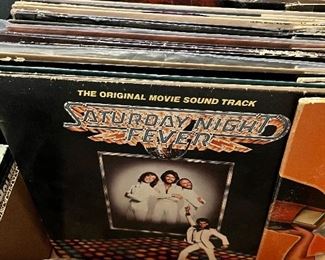 THE ORIGINAL MOVIE SOUND TRACK
SATURDAY NIGHT
FEVER